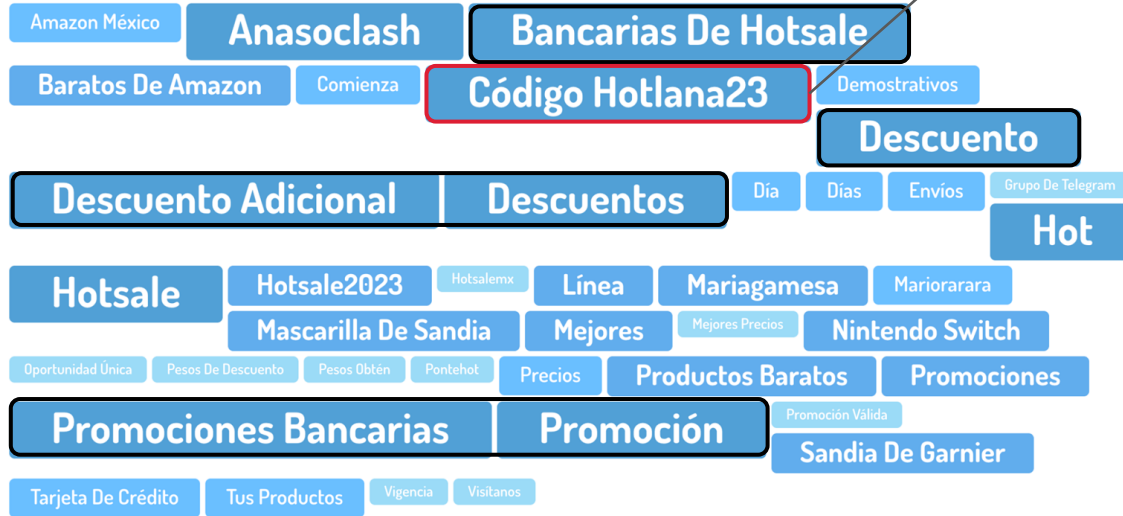 Amazon México Anasoclash Bancarias De Hotsale
Baratos De Amazon Comienza Código Hotlana23 Demostrativos
Descuento
Descuento Adicional Descuentos Día Días Envíos Grupo De Telegram
Hot
Hotsale Hotsale2023 Hotsalemx Línea Mariagamesa Mariorarara
Mascarilla De Sandia Mejores Mejores Precios Nintendo Switch
Oportunidad Única Pesos De Descuento Pesos Obtén Pontehot Precios Productos Baratos Promociones
Promociones Bancarias Promoción Promoción Válida
Sandia De Garnier
Tarjeta De Crédito Tus Productos Vigencia Visítanos